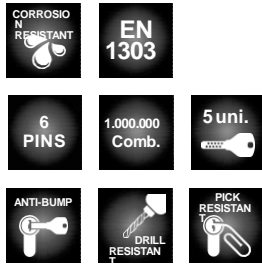 CORROSIO
N
RESISTANT
EN
1303
6
PINS
1.000.000
Comb.
5 uni.
ANTI-BUMP
DRILL
RESISTAN
T
PICK
RESISTAN
T